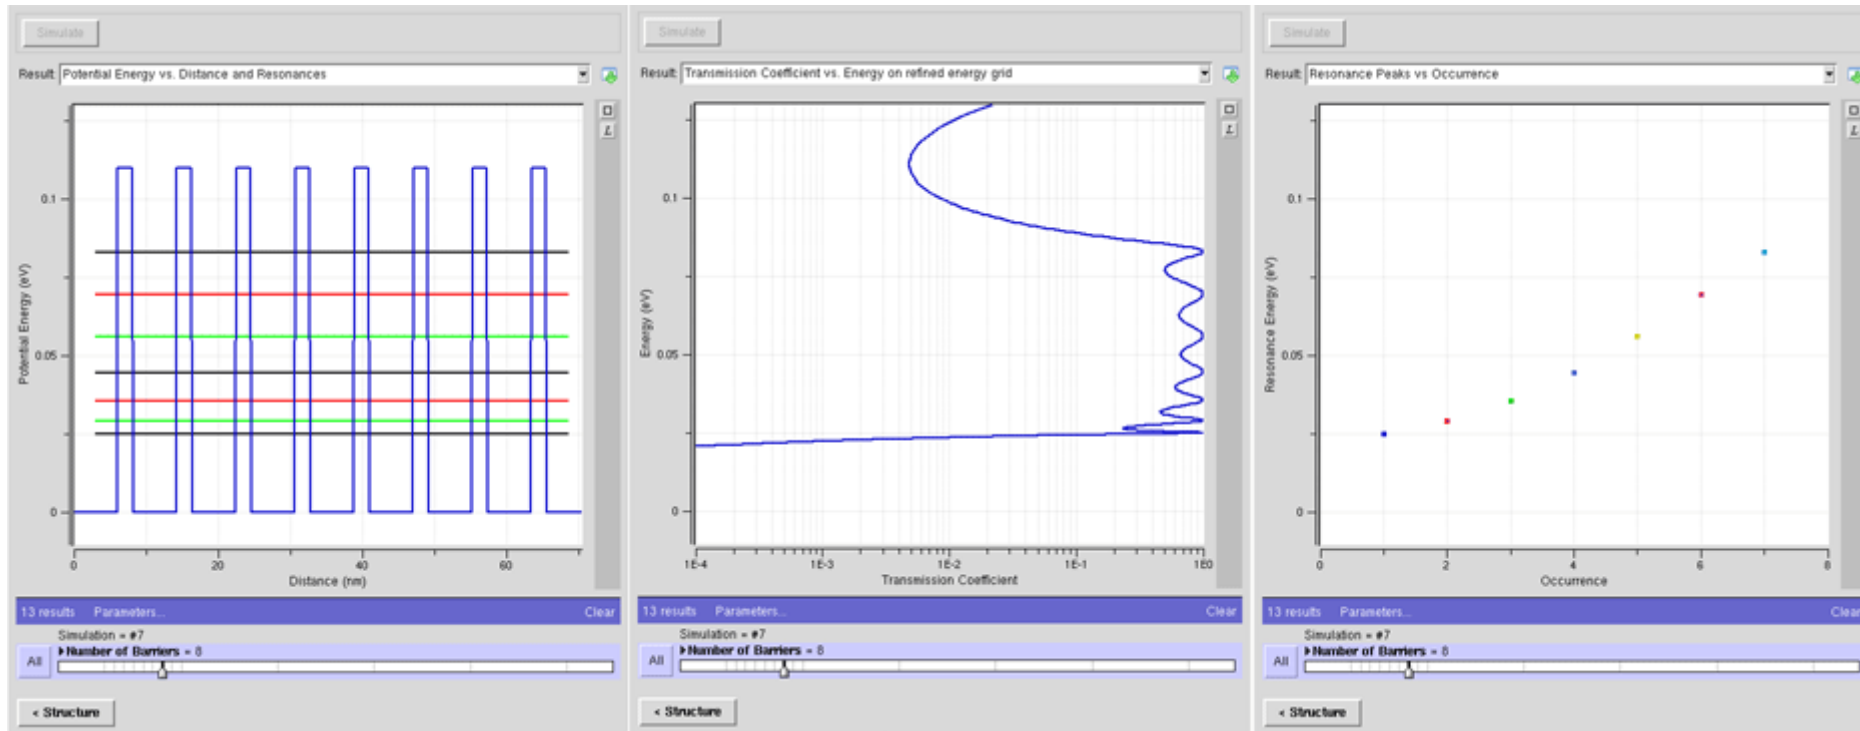 Simulate
Result: Potential Energy vs. Distance and Resonances
Potential Energy (eV)
0.1
0.05
0
0 20 40 60
Distance (nm)
13 results Parameters... Clear
Simulation = #7
All
Number of Barriers = 8
< Structure
Simulate
Result: Transmission Coefficient vs. Energy on refined energy grid
L
Energy (eV)
0.1
0.05
0
1E-4 1E-3 1E-2 1E-1 1E0
Transmission Coefficient
13 results Parameters... Clear
Simulation = #7
All
Number of Barriers = 8
< Structure
Simulate
Result: Resonance Peaks vs Occurrence
L
Resonance Energy (eV)
0.1
0.05
0
0 2 4 6 8
Occurrence
13 results Parameters... Clear
Simulation = #7
All
Number of Barriers = 8
< Structure